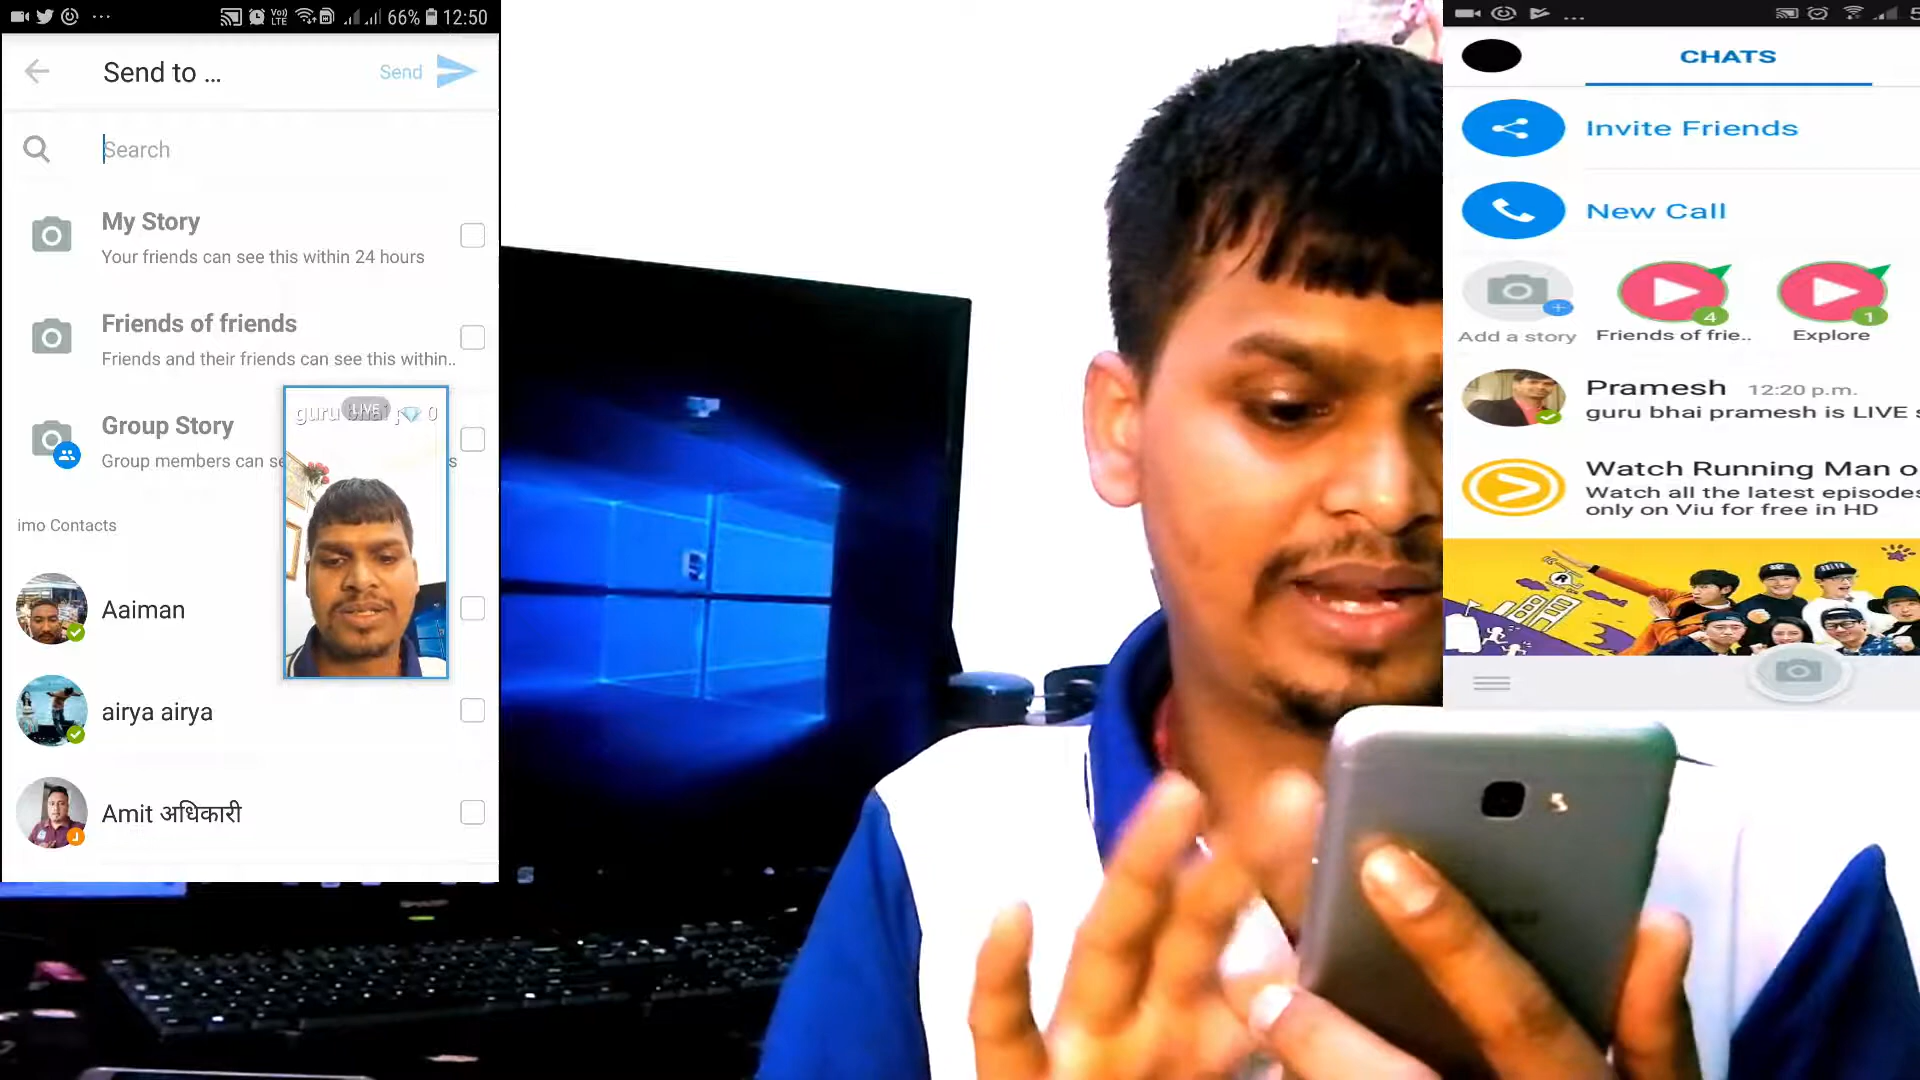 66% 12:50
Send to ...
Send
Search
My Story
Your friends can see this within 24 hours
Friends of friends
Friends and their friends can see this within..
Group Story
Group members can se
s
imo Contacts
guru
LIVE
0
Aaiman
airya airya
Amit अधिकारी
CHATS
Invite Friends
New Call
4
1
Add a story
Friends of frie..
Explore
Pramesh 12:20 p.m.
guru bhai pramesh is LIVE s
Watch Running Man o
Watch all the latest episodes
only on Viu for free in HD